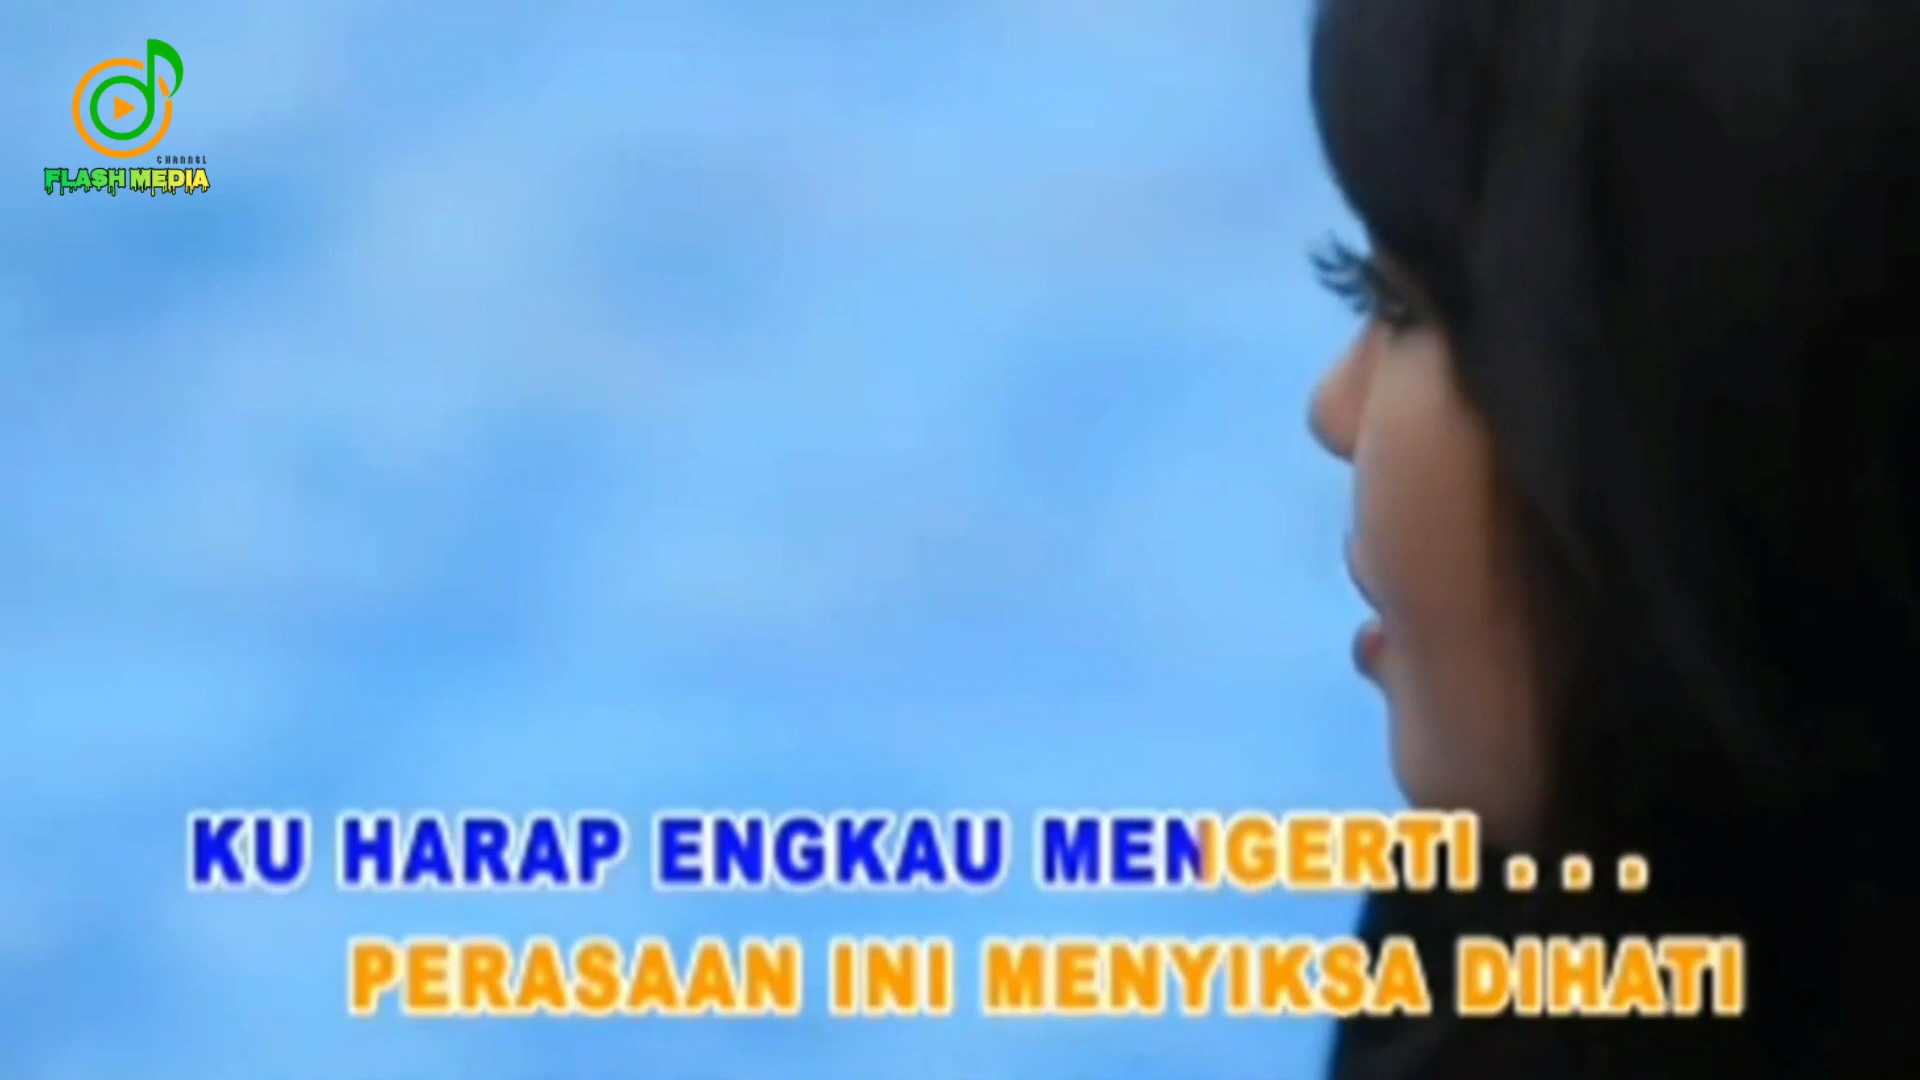 CHANNEL
FLASH MEDIA
KU HARAP ENGKAU MENGERTI . . .
PERASAAN INI MENYIKSA DIHATI